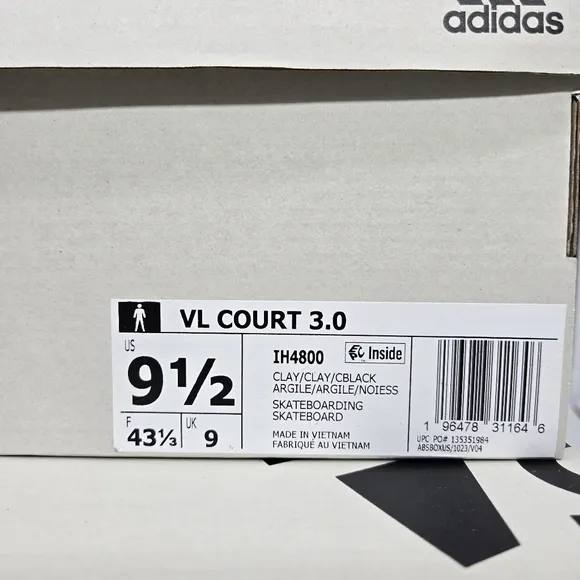 adidas
VL COURT 3.0
US
9½
F
43⅓
UK
9
IH4800
Inside
CLAY/CLAY/CBLACK
ARGILE/ARGILE/NOIESS
SKATEBOARDING
SKATEBOARD
MADE IN VIETNAM
FABRIQUÉ AU VIETNAM
1 96478 31164 6
UPC PO# 135351984
ABSBOXUS/1023/V04